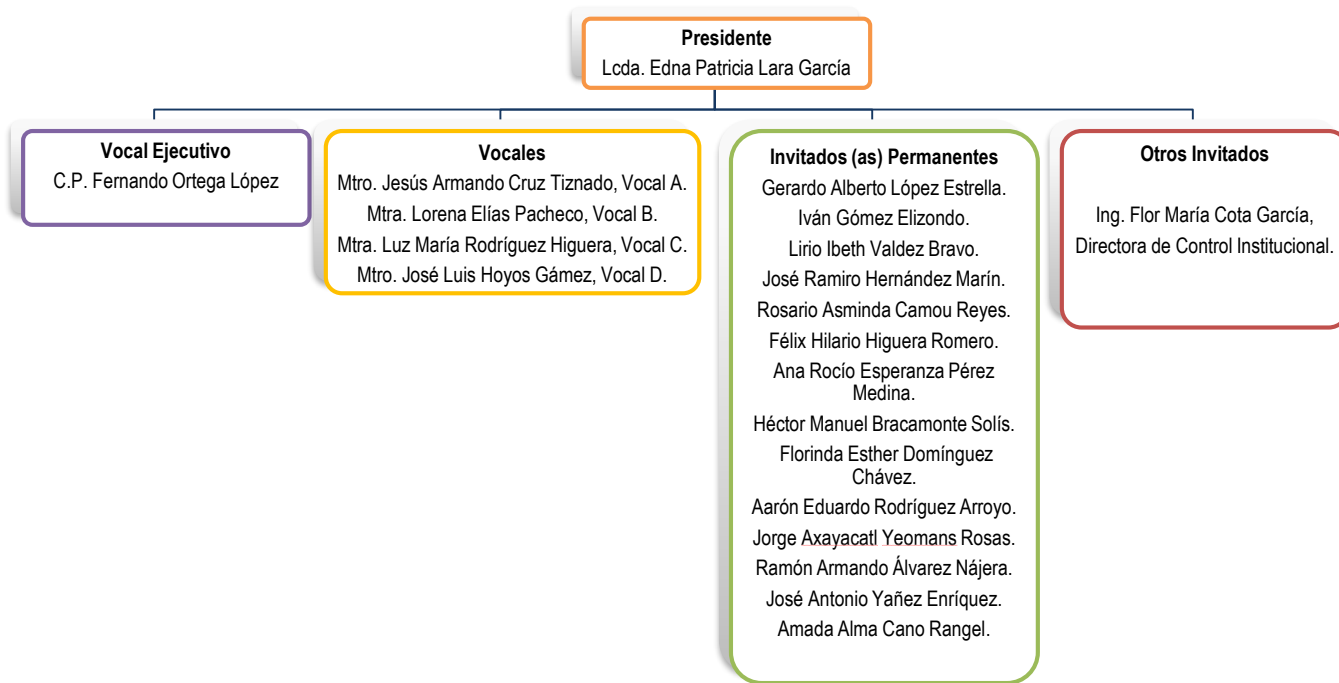 Presidente
Lcda. Edna Patricia Lara García
Vocal Ejecutivo
C.P. Fernando Ortega López
Vocales
Mtro. Jesús Armando Cruz Tiznado, Vocal A.
Mtra. Lorena Elías Pacheco, Vocal B.
Mtra. Luz María Rodríguez Higuera, Vocal C.
Mtro. José Luis Hoyos Gámez, Vocal D.
Invitados (as) Permanentes
Gerardo Alberto López Estrella.
Iván Gómez Elizondo.
Lirio Ibeth Valdez Bravo.
José Ramiro Hernández Marín.
Rosario Asminda Camou Reyes.
Félix Hilario Higuera Romero.
Ana Rocío Esperanza Pérez
Medina.
Héctor Manuel Bracamonte Solís.
Florinda Esther Domínguez
Chávez.
Aarón Eduardo Rodríguez Arroyo.
Jorge Axayacatl Yeomans Rosas.
Ramón Armando Álvarez Nájera.
José Antonio Yañez Enríquez.
Amada Alma Cano Rangel.
Otros Invitados
Ing. Flor María Cota García,
Directora de Control Institucional.